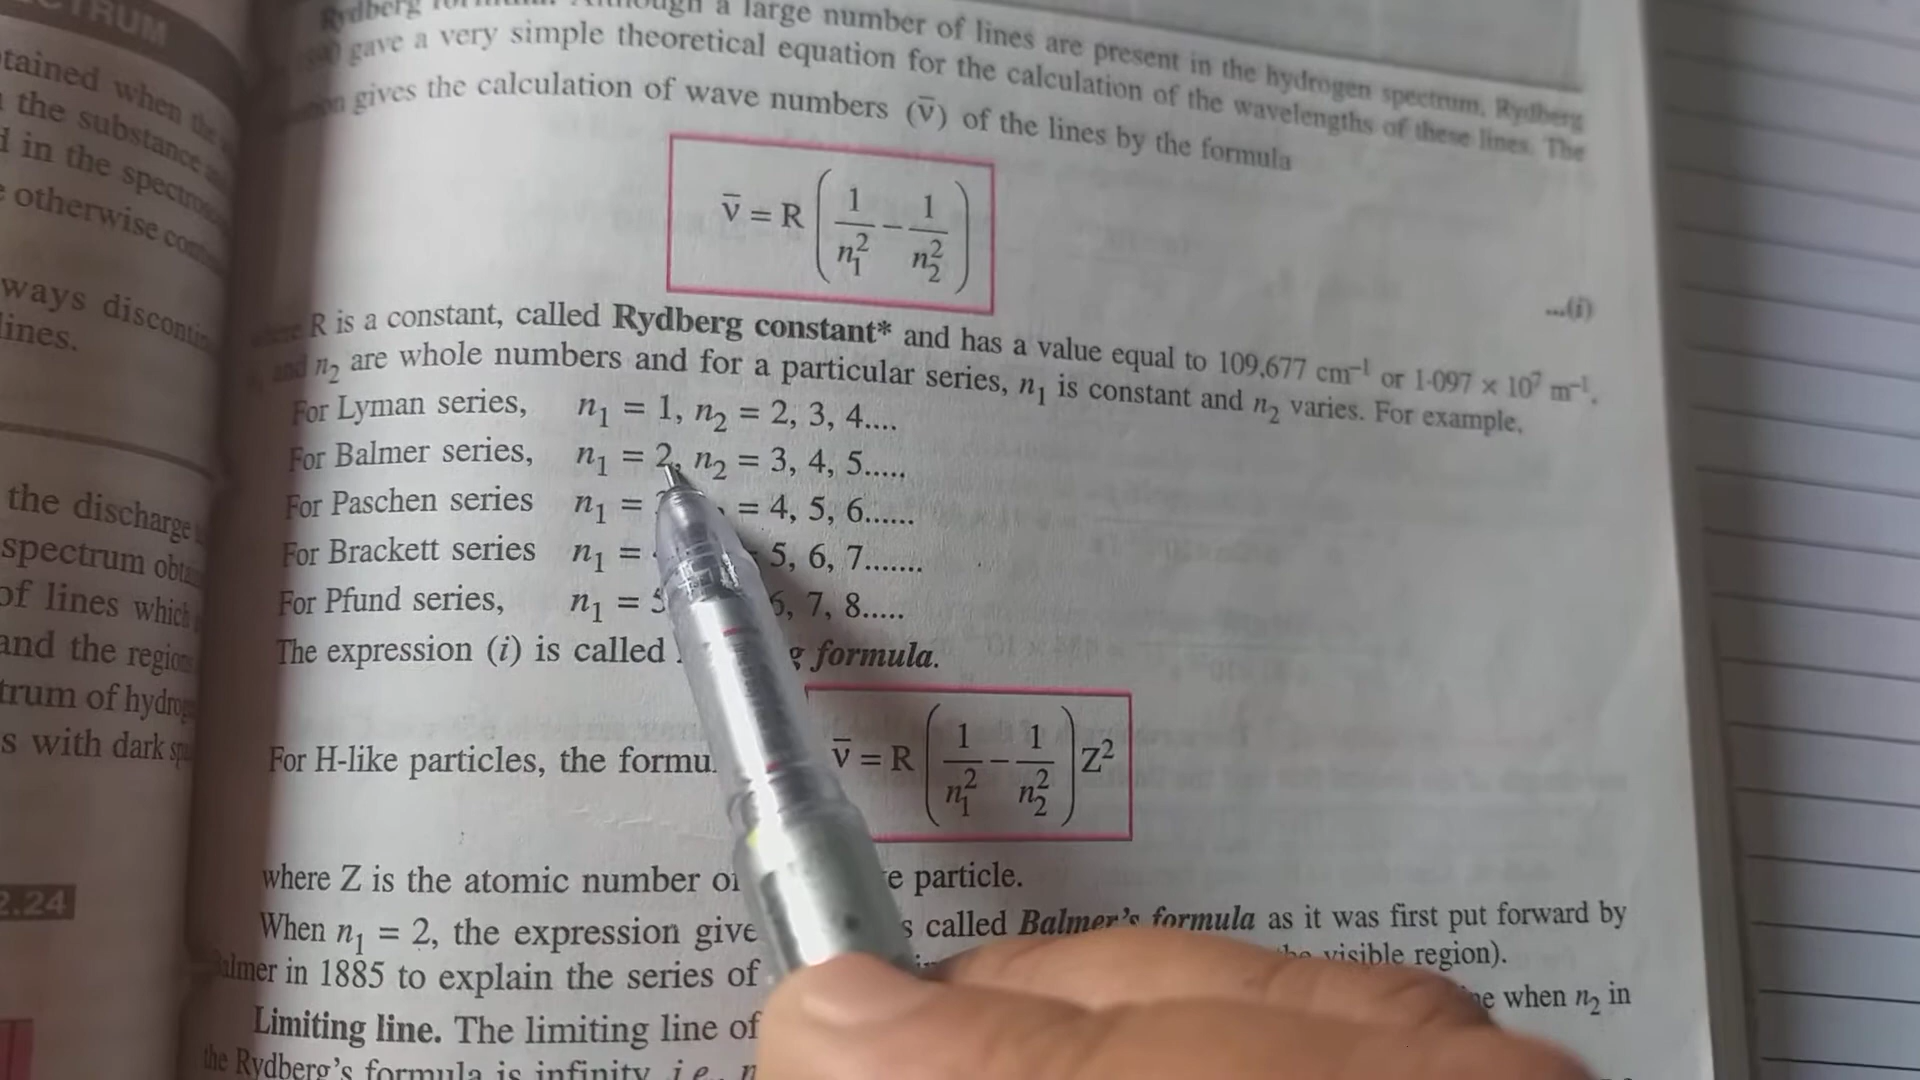 CTRUM
tained when the
the substance
in the
otherwise
ways
lines.
the discharge
spectrum
of lines which
and the
trum of
s with dark
2.24
Rydberg a large number of lines are present in the hydrogen spectrum, Rydberg
gave a very simple theoretical equation for the calculation of the wavelengths of these lines. The
gives the calculation of wave numbers (ν̅) of the lines by the formula
ν̅ = R (1/n₁² − 1/n₂²)
...(i)
R is a constant, called Rydberg constant* and has a value equal to 109,677 cm⁻¹ or 1·097 × 10⁷ m⁻¹.
and n₂ are whole numbers and for a particular series, n₁ is constant and n₂ varies. For example,
For Lyman series, n₁ = 1, n₂ = 2, 3, 4....
For Balmer series, n₁ = 2, n₂ = 3, 4, 5.....
For Paschen series n₁ = = 4, 5, 6......
For Brackett series n₁ = 5, 6, 7.......
For Pfund series, n₁ = 5 6, 7, 8.....
The expression (i) is called formula.
For H-like particles, the ν̅ = R (1/n₁² − 1/n₂²) Z²
where Z is the atomic number particle.
When n₁ = 2, the expression called Balmer's formula as it was first put forward by
in 1885 to explain the series of visible region).
when n₂ in
Limiting line. The limiting line of
the Rydberg's formula is infinity, i.e.,